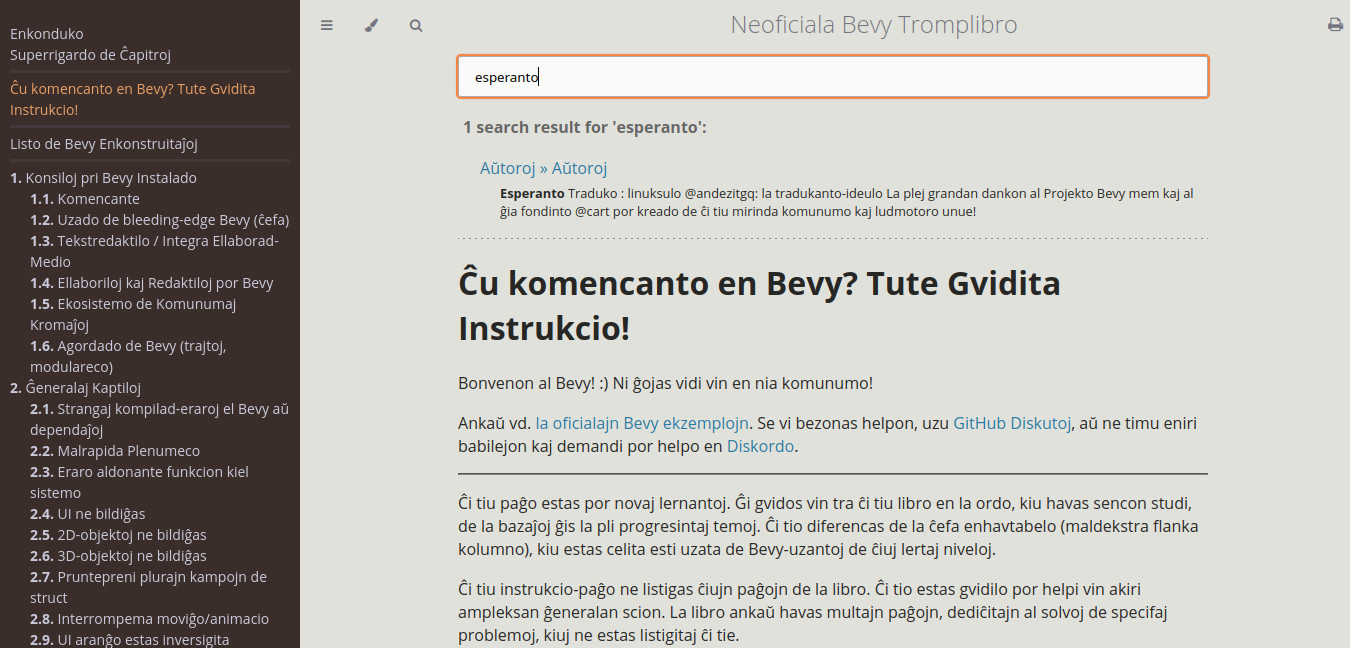 Enkonduko
Superrigardo de Ĉapitroj
Ĉu komencanto en Bevy? Tute Gvidita
Instrukcio!
Listo de Bevy Enkonstruitaĵoj
1. Konsiloj pri Bevy Instalado
1.1. Komencante
1.2. Uzado de bleeding-edge Bevy (ĉefa)
1.3. Tekstredaktilo / Integra Ellaborad-
Medio
1.4. Ellaboriloj kaj Redaktiloj por Bevy
1.5. Ekosistemo de Komunumaj
Kromaĵoj
1.6. Agordado de Bevy (trajtoj,
modulareco)
2. Ĝeneralaj Kaptiloj
2.1. Strangaj kompilad-eraroj el Bevy aŭ
dependaĵoj
2.2. Malrapida Plenumeco
2.3. Eraro aldonante funkcion kiel
sistemo
2.4. UI ne bildiĝas
2.5. 2D-objektoj ne bildiĝas
2.6. 3D-objektoj ne bildiĝas
2.7. Pruntepreni plurajn kampojn de
struct
2.8. Interrompema moviĝo/animacio
2.9. UI aranĝo estas inversigita
Neoficiala Bevy Tromplibro
esperanto
1 search result for 'esperanto':
Aŭtoroj » Aŭtoroj
Esperanto Traduko : linuksulo @andezitgq: la tradukanto-ideulo La plej grandan dankon al Projekto Bevy mem kaj al
ĝia fondinto @cart por kreado de ĉi tiu mirinda komunumo kaj ludmotoro unue!
Ĉu komencanto en Bevy? Tute Gvidita
Instrukcio!
Bonvenon al Bevy! :) Ni ĝojas vidi vin en nia komunumo!
Ankaŭ vd. la oficialajn Bevy ekzemplojn. Se vi bezonas helpon, uzu GitHub Diskutoj, aŭ ne timu eniri
babilejon kaj demandi por helpo en Diskordo.
Ĉi tiu paĝo estas por novaj lernantoj. Ĝi gvidos vin tra ĉi tiu libro en la ordo, kiu havas sencon studi,
de la bazaĵoj ĝis la pli progresintaj temoj. Ĉi tio diferencas de la ĉefa enhavtabelo (maldekstra flanka
kolumno), kiu estas celita esti uzata de Bevy-uzantoj de ĉiuj lertaj niveloj.
Ĉi tiu instrukcio-paĝo ne listigas ĉiujn paĝojn de la libro. Ĉi tio estas gvidilo por helpi vin akiri
ampleksan ĝeneralan scion. La libro ankaŭ havas multajn paĝojn, dediĉitajn al solvoj de specifaj
problemoj, kiuj ne estas listigitaj ĉi tie.